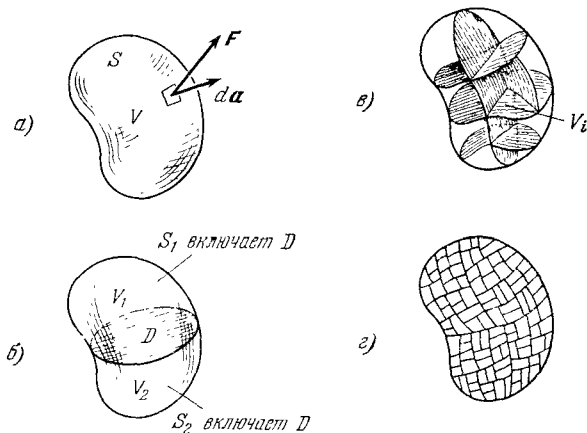 S
F
da
V
а)
в)
Vi
S₁ включает D
V₁
D
б)
V₂
S₂ включает D
г)